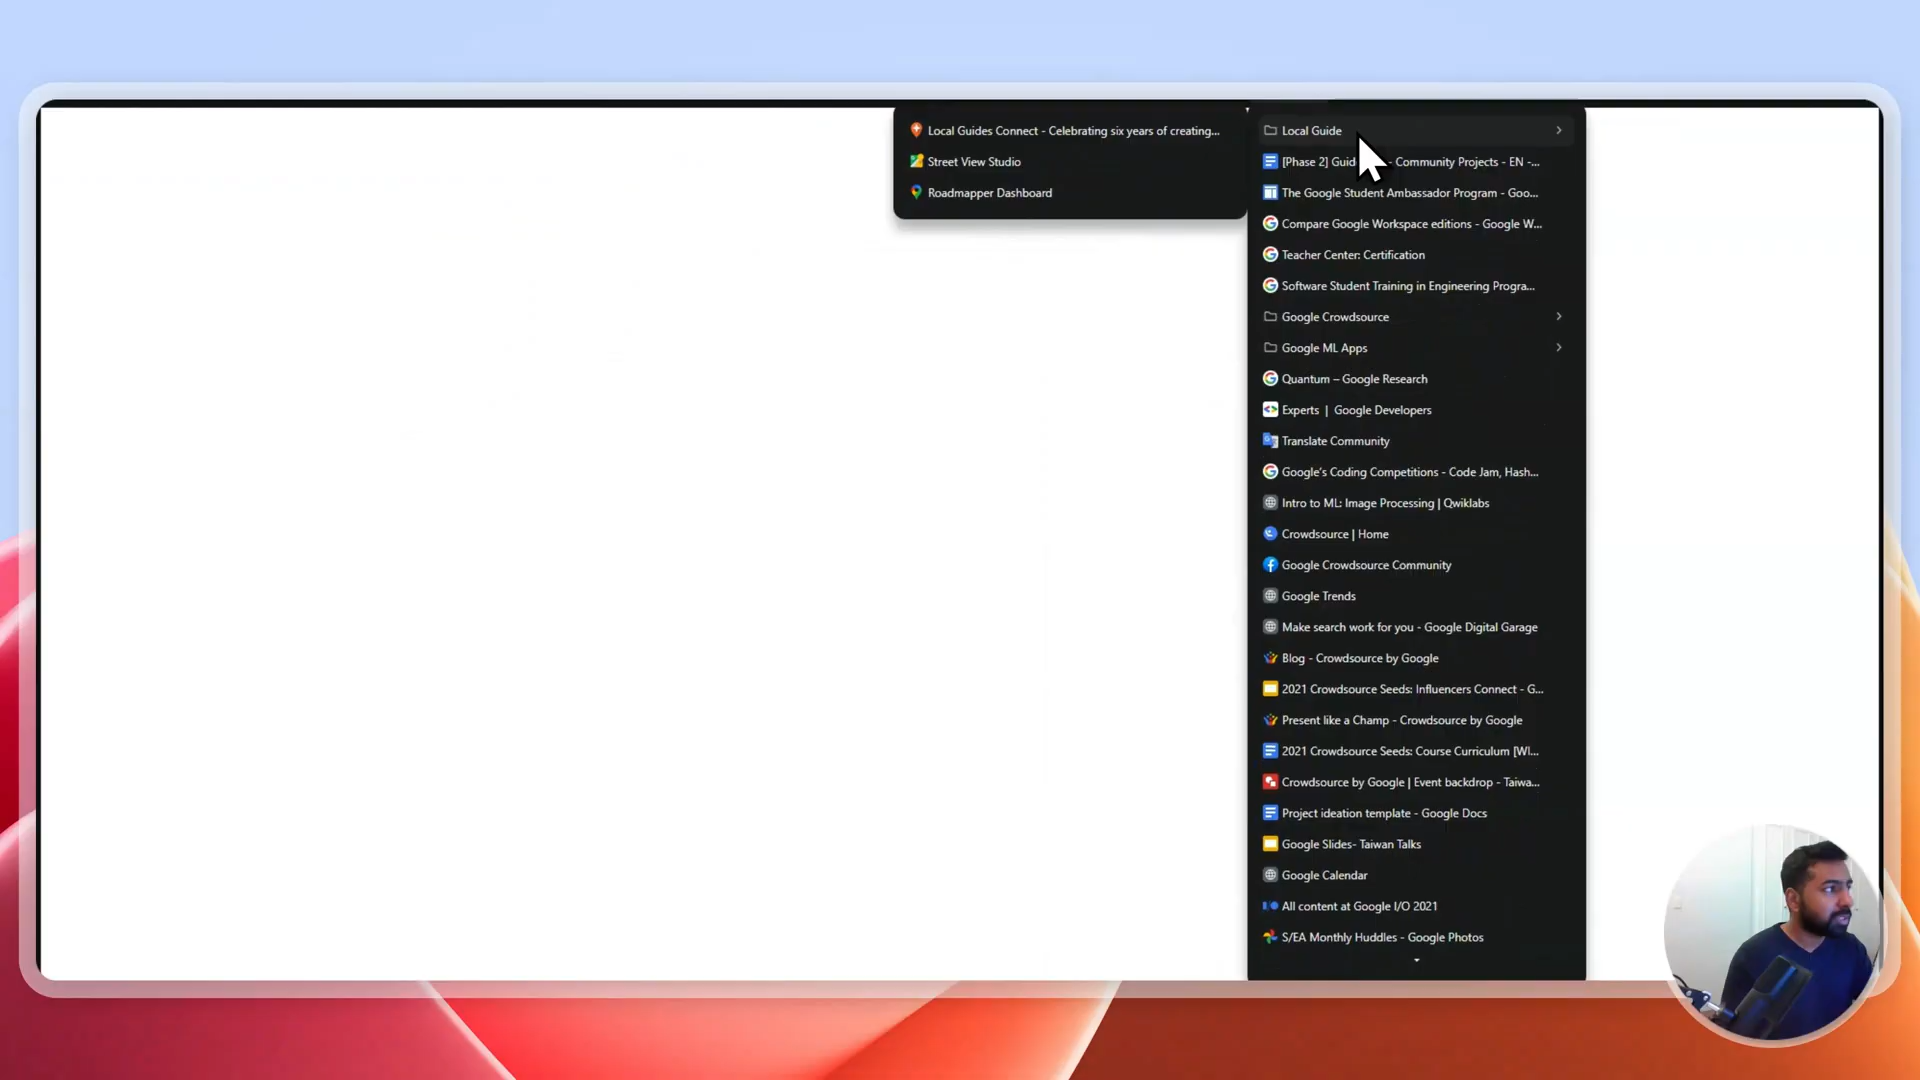 Local Guides Connect - Celebrating six years of creating...
Street View Studio
Roadmapper Dashboard
Local Guide
[Phase 2] Guid - Community Projects - EN -...
The Google Student Ambassador Program - Goo...
Compare Google Workspace editions - Google W...
Teacher Center: Certification
Software Student Training in Engineering Progra...
Google Crowdsource
Google ML Apps
Quantum – Google Research
Experts | Google Developers
Translate Community
Google's Coding Competitions - Code Jam, Hash...
Intro to ML: Image Processing | Qwiklabs
Crowdsource | Home
Google Crowdsource Community
Google Trends
Make search work for you - Google Digital Garage
Blog - Crowdsource by Google
2021 Crowdsource Seeds: Influencers Connect - G...
Present like a Champ - Crowdsource by Google
2021 Crowdsource Seeds: Course Curriculum [WI...
Crowdsource by Google | Event backdrop - Taiwa...
Project ideation template - Google Docs
Google Slides- Taiwan Talks
Google Calendar
All content at Google I/O 2021
S/EA Monthly Huddles - Google Photos